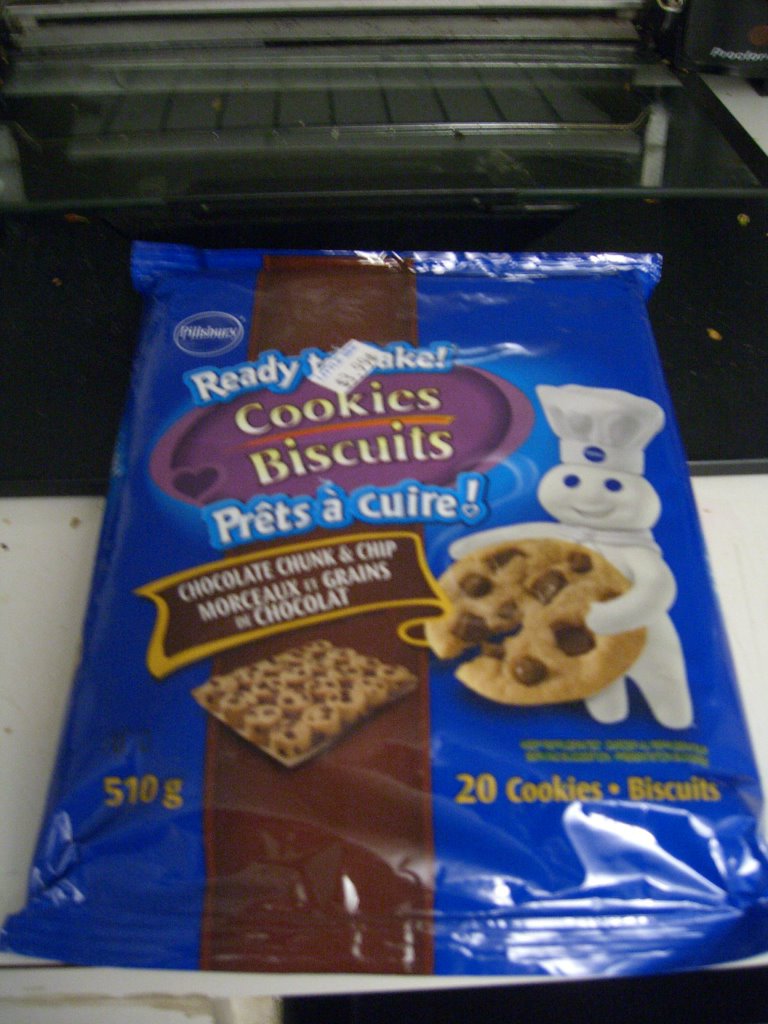 Pillsbury
Ready to Bake!
Cookies
Biscuits
Prêts à cuire!
CHOCOLATE CHUNK & CHIP
MORCEAUX ET GRAINS
DE CHOCOLAT
510 g
20 Cookies • Biscuits